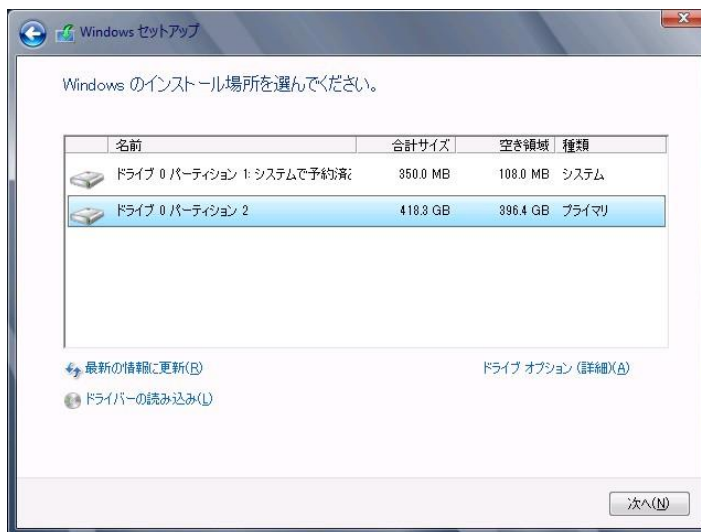 Windows セットアップ
Windows のインストール場所を選んでください。
名前 合計サイズ 空き領域 種類
ドライブ 0 パーティション 1: システムで予約済 350.0 MB 108.0 MB システム
ドライブ 0 パーティション 2 418.3 GB 396.4 GB プライマリ
最新の情報に更新(R) ドライブ オプション (詳細)(A)
ドライバーの読み込み(L)
次へ(N)